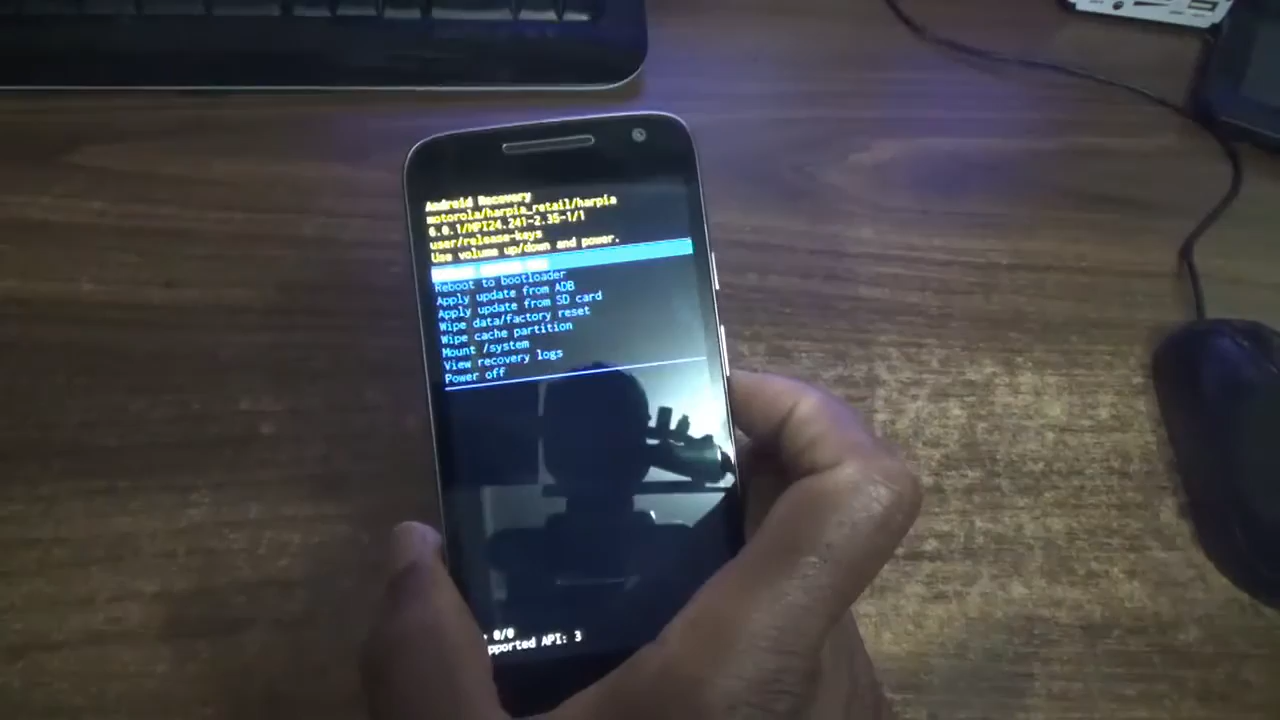 Android Recovery
motorola/harpia_retail/harpia
6.0.1/MPI24.241-2.35-1/1
user/release-keys
Use volume up/down and power.
Reboot to bootloader
Apply update from ADB
Apply update from SD card
Wipe data/factory reset
Wipe cache partition
Mount /system
View recovery logs
Power off
0/0
pported API: 3